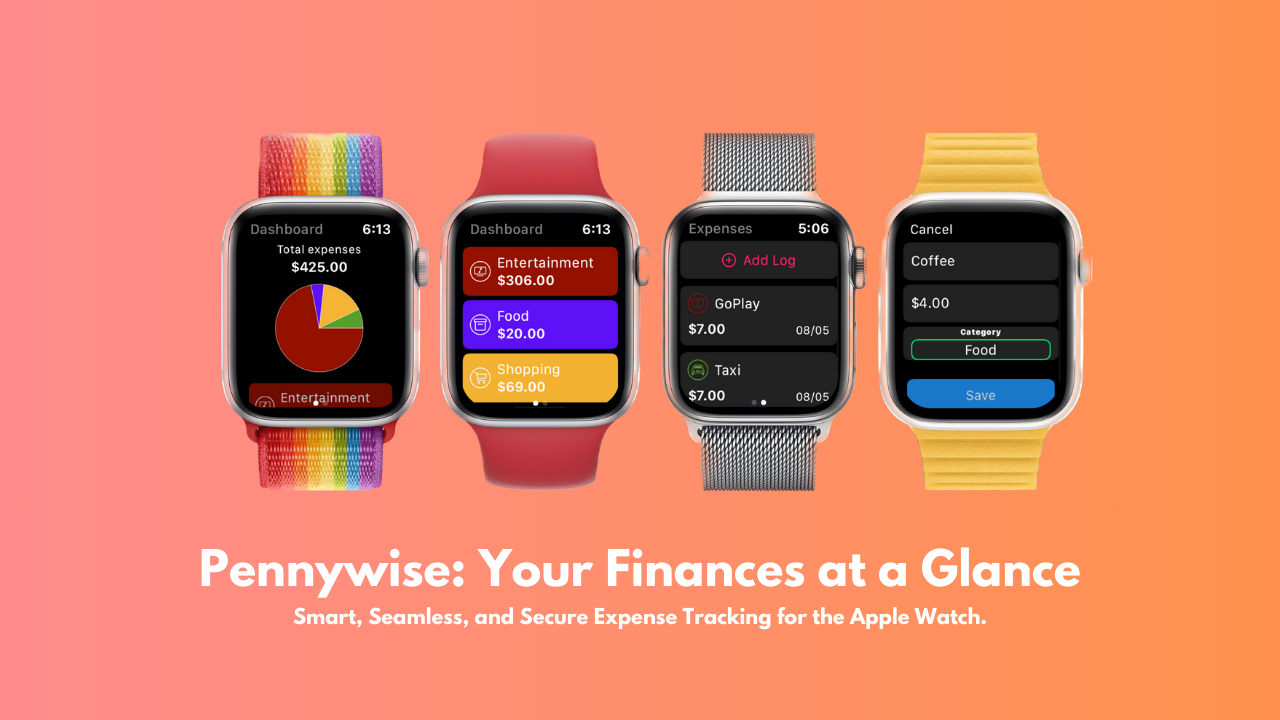 Dashboard 6:13
Total expenses
$425.00
Entertainment
Dashboard 6:13
Entertainment
$306.00
Food
$20.00
Shopping
$69.00
Expenses 5:06
Add Log
GoPlay
$7.00 08/05
Taxi
$7.00 08/05
Cancel
Coffee
$4.00
Category
Food
Save
Pennywise: Your Finances at a Glance
Smart, Seamless, and Secure Expense Tracking for the Apple Watch.